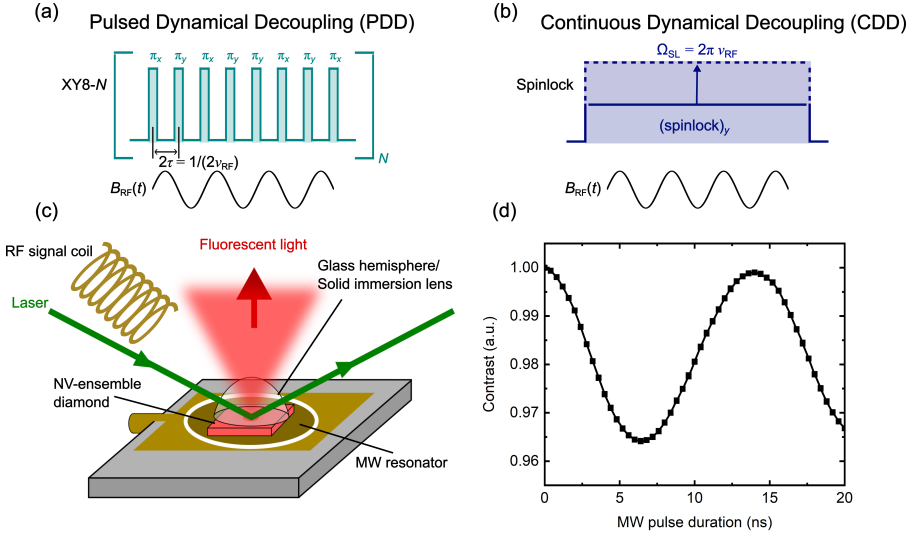 (a)
Pulsed Dynamical Decoupling (PDD)
XY8-N
πx πy πx πy πy πx πy πx
N
2τ = 1/(2νRF)
BRF(t)
(b)
Continuous Dynamical Decoupling (CDD)
ΩSL = 2π νRF
Spinlock
(spinlock)y
BRF(t)
(c)
RF signal coil
Fluorescent light
Glass hemisphere/
Solid immersion lens
Laser
NV-ensemble
diamond
MW resonator
(d)
Contrast (a.u.)
1.00
0.99
0.98
0.97
0.96
0 5 10 15 20
MW pulse duration (ns)